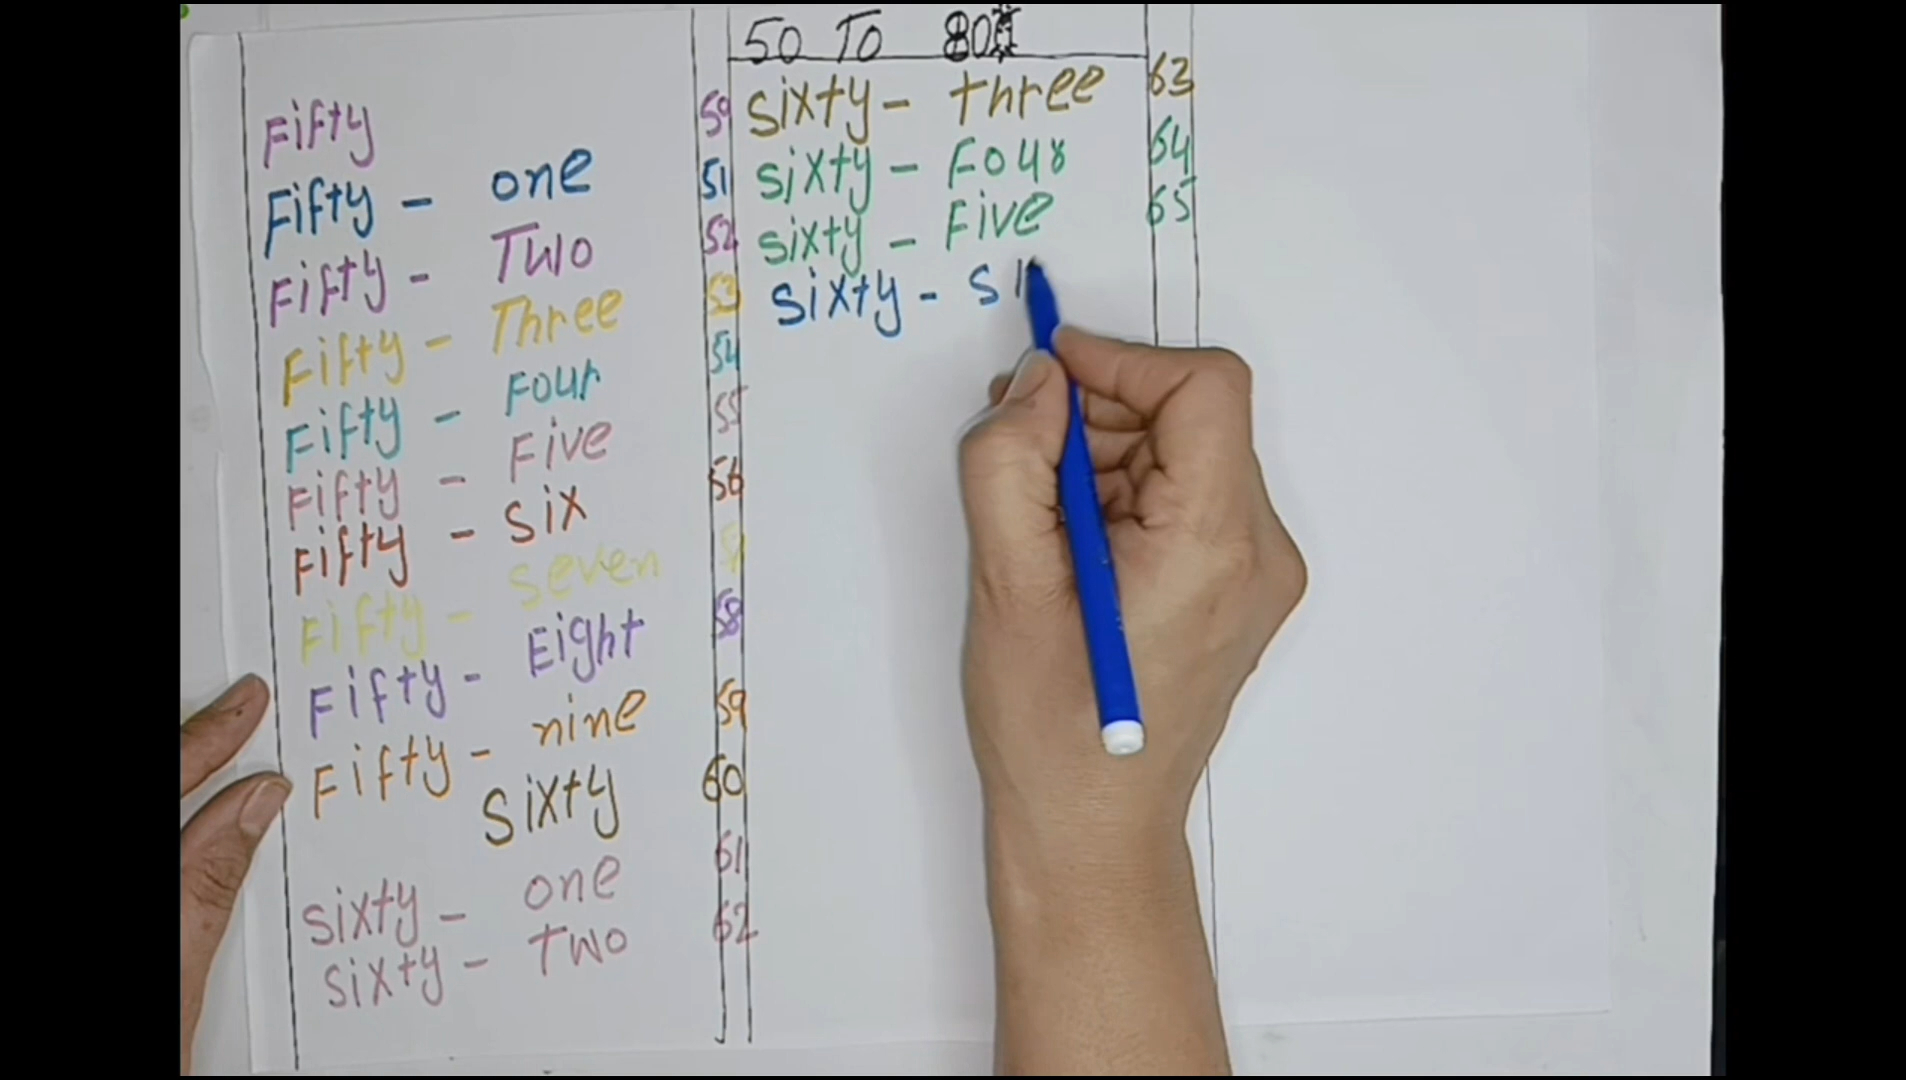 50 TO 80
Fifty 50
Fifty - one 51
Fifty - Two 52
Fifty - Three 53
Fifty - Four 54
Fifty - Five 55
Fifty - six 56
Fifty - seven
Fifty - Eight 58
Fifty - nine 59
Sixty 60
sixty - one 61
sixty - Two 62
sixty - three 63
sixty - Four 64
sixty - Five 65
sixty - si